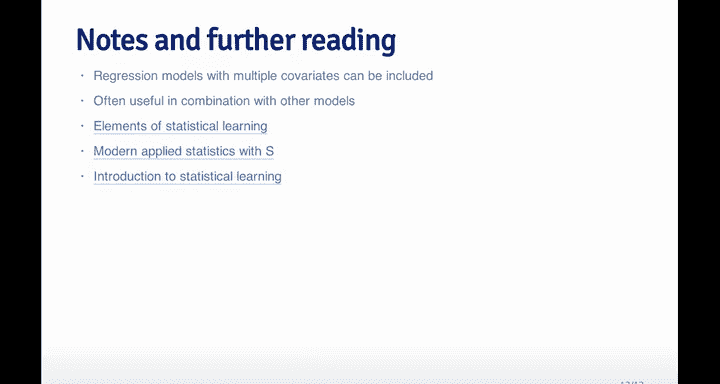 Notes and further reading
· Regression models with multiple covariates can be included
· Often useful in combination with other models
· Elements of statistical learning
· Modern applied statistics with S
· Introduction to statistical learning